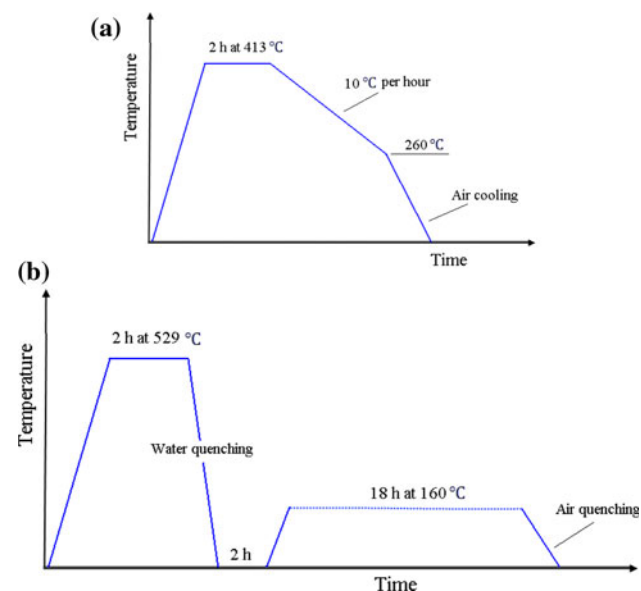 (a)
Temperature
2 h at 413 °C
10 °C per hour
260 °C
Air cooling
Time
(b)
Temperature
2 h at 529 °C
Water quenching
2 h
18 h at 160 °C
Air quenching
Time